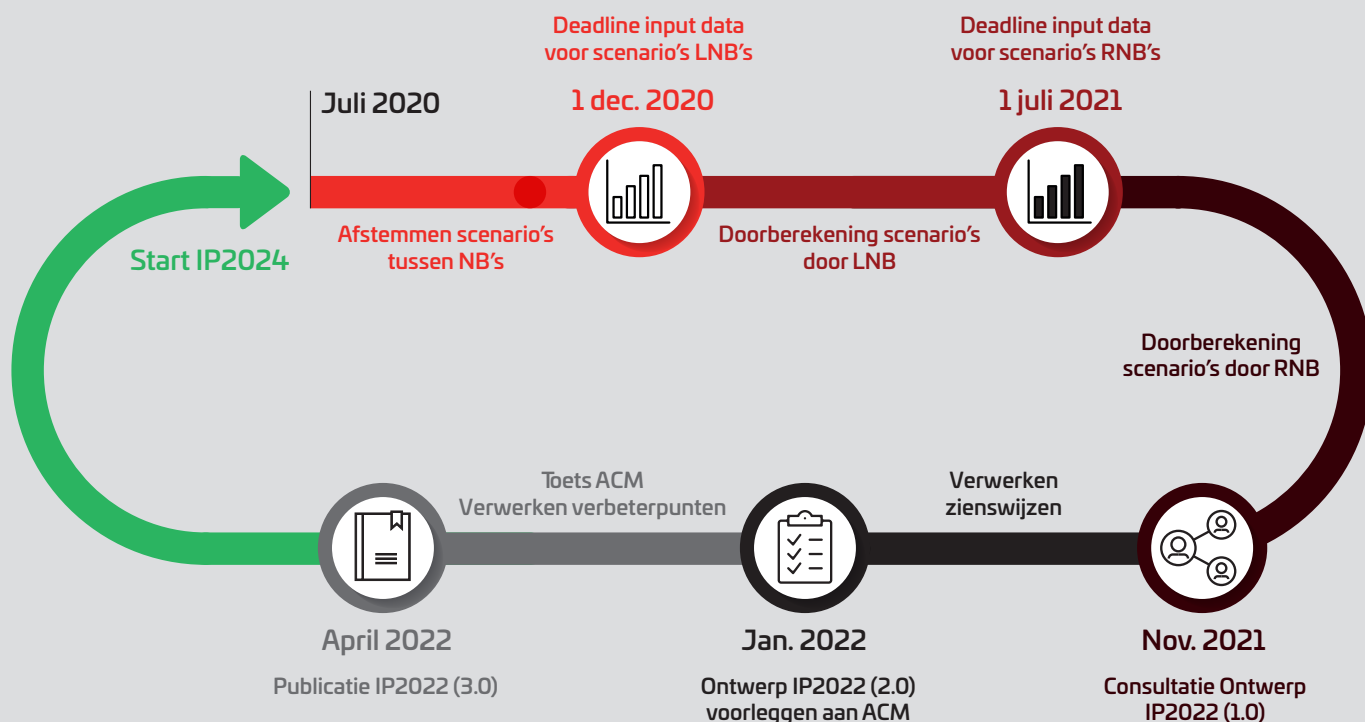 Deadline input data
voor scenario's LNB's
1 dec. 2020
Deadline input data
voor scenario's RNB's
1 juli 2021
Juli 2020
Start IP2024
Afstemmen scenario's
tussen NB's
Doorberekening scenario's
door LNB
Doorberekening
scenario's door RNB
Toets ACM
Verwerken verbeterpunten
Verwerken
zienswijzen
April 2022
Publicatie IP2022 (3.0)
Jan. 2022
Ontwerp IP2022 (2.0)
voorleggen aan ACM
Nov. 2021
Consultatie Ontwerp
IP2022 (1.0)